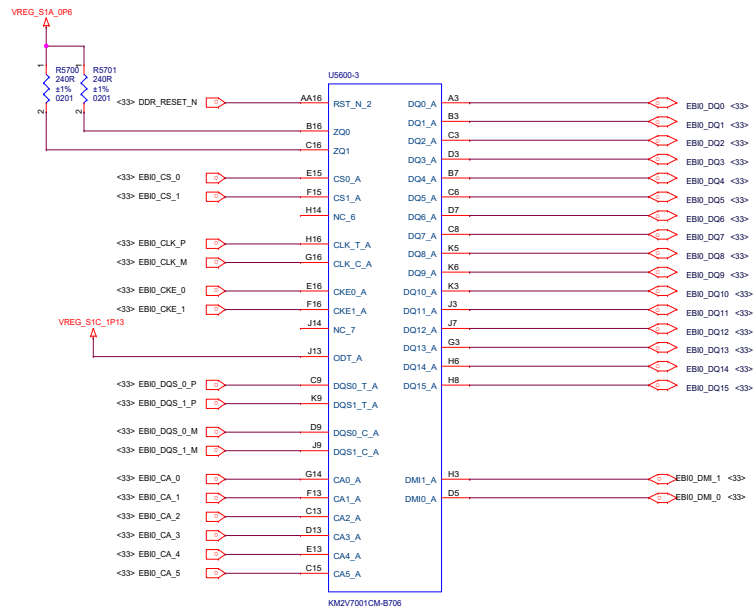 VREG_S1A_0P6
1 1
R5700 R5701
240R 240R
±1% ±1%
0201 0201
2 2
U5600-3
<33> DDR_RESET_N AA16 RST_N_2 DQ0_A A3 EBI0_DQ0 <33>
DQ1_A B3 EBI0_DQ1 <33>
B16 ZQ0
DQ2_A C3 EBI0_DQ2 <33>
C16 ZQ1
DQ3_A D3 EBI0_DQ3 <33>
<33> EBI0_CS_0 E15 CS0_A DQ4_A B7 EBI0_DQ4 <33>
<33> EBI0_CS_1 F15 CS1_A DQ5_A C6 EBI0_DQ5 <33>
H14 NC_6 DQ6_A D7 EBI0_DQ6 <33>
DQ7_A C8 EBI0_DQ7 <33>
<33> EBI0_CLK_P H16 CLK_T_A
DQ8_A K5 EBI0_DQ8 <33>
<33> EBI0_CLK_M G16 CLK_C_A
DQ9_A K6 EBI0_DQ9 <33>
<33> EBI0_CKE_0 E16 CKE0_A DQ10_A K3 EBI0_DQ10 <33>
<33> EBI0_CKE_1 F16 CKE1_A DQ11_A J3 EBI0_DQ11 <33>
VREG_S1C_1P13
J14 NC_7 DQ12_A J7 EBI0_DQ12 <33>
DQ13_A G3 EBI0_DQ13 <33>
J13 ODT_A
DQ14_A H6 EBI0_DQ14 <33>
<33> EBI0_DQS_0_P C9 DQS0_T_A DQ15_A H8 EBI0_DQ15 <33>
<33> EBI0_DQS_1_P K9 DQS1_T_A
<33> EBI0_DQS_0_M D9 DQS0_C_A
<33> EBI0_DQS_1_M J9 DQS1_C_A
<33> EBI0_CA_0 G14 CA0_A DMI1_A H3 EBI0_DMI_1 <33>
<33> EBI0_CA_1 F13 CA1_A DMI0_A D5 EBI0_DMI_0 <33>
<33> EBI0_CA_2 C13 CA2_A
<33> EBI0_CA_3 D13 CA3_A
<33> EBI0_CA_4 E13 CA4_A
<33> EBI0_CA_5 C15 CA5_A
KM2V7001CM-B706